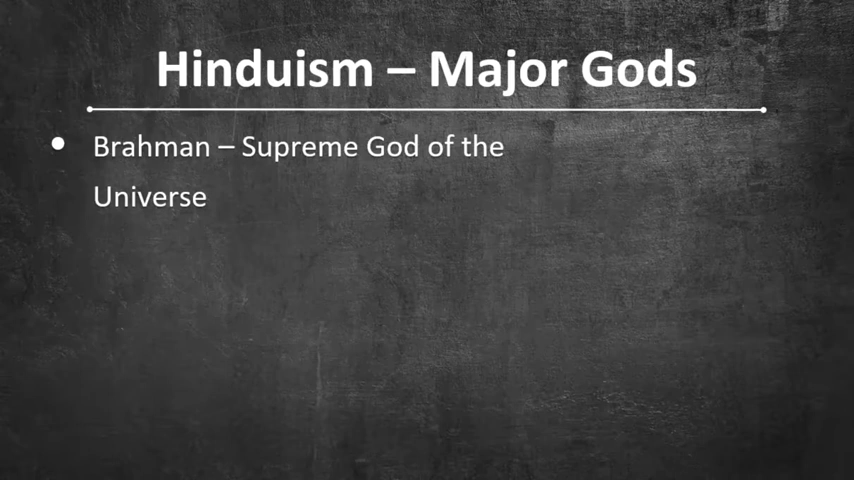 Hinduism – Major Gods
● Brahman – Supreme God of the
Universe